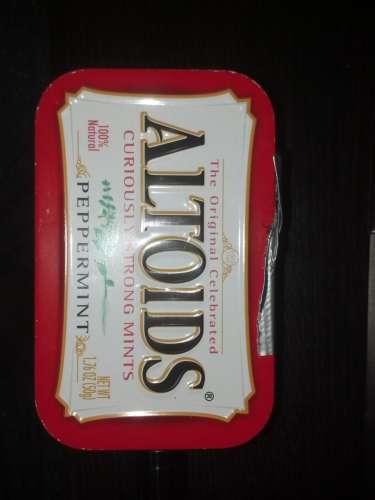 The Original Celebrated
ALTOIDS®
CURIOUSLY STRONG MINTS
100%
Natural
PEPPERMINT
NET WT
1.76 OZ (50g)